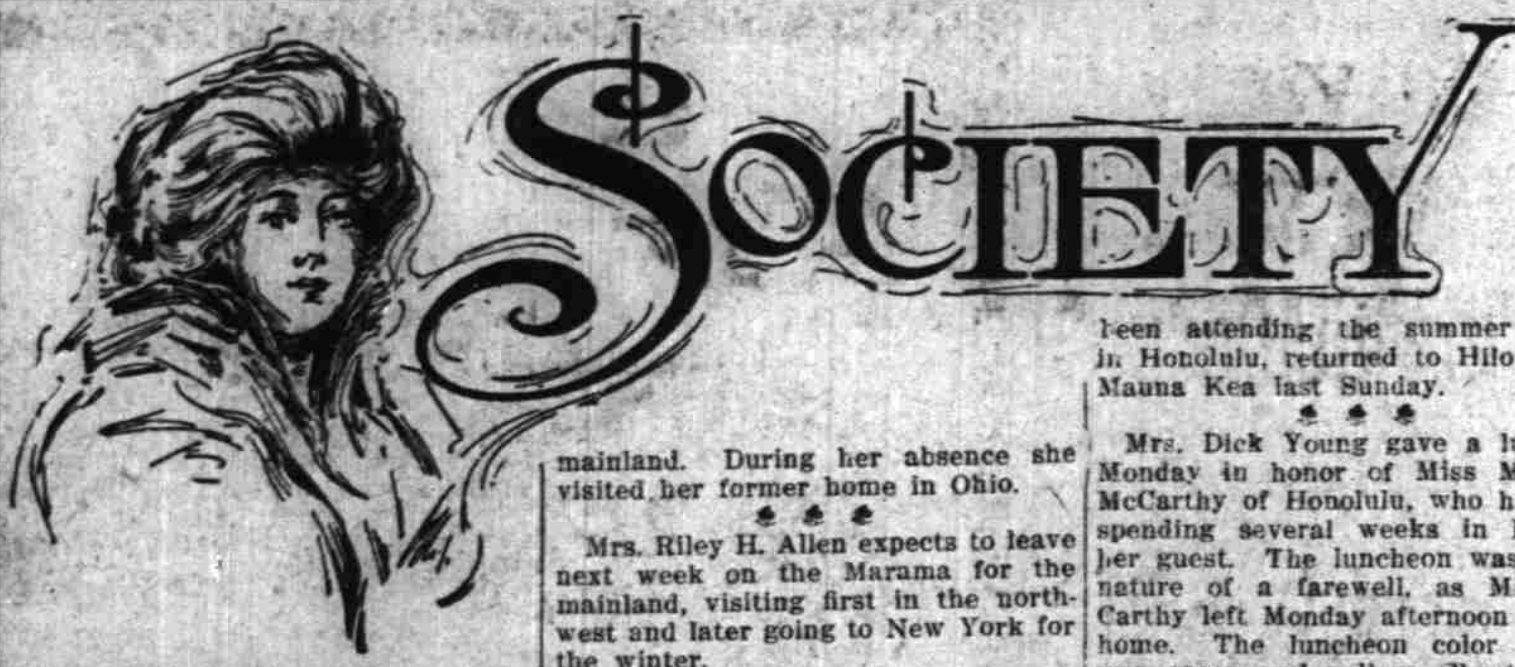 SOCIETY
mainland. During her absence she
visited her former home in Ohio.
Mrs. Riley H. Allen expects to leave
next week on the Marama for the
mainland, visiting first in the north-
west and later going to New York for
the winter.
been attending the summer
in Honolulu, returned to Hilo
Mauna Kea last Sunday.
Mrs. Dick Young gave a
Monday in honor of Miss
McCarthy of Honolulu, who
spending several weeks in
her guest. The luncheon was
nature of a farewell, as
Carthy left Monday afternoon
home. The luncheon color